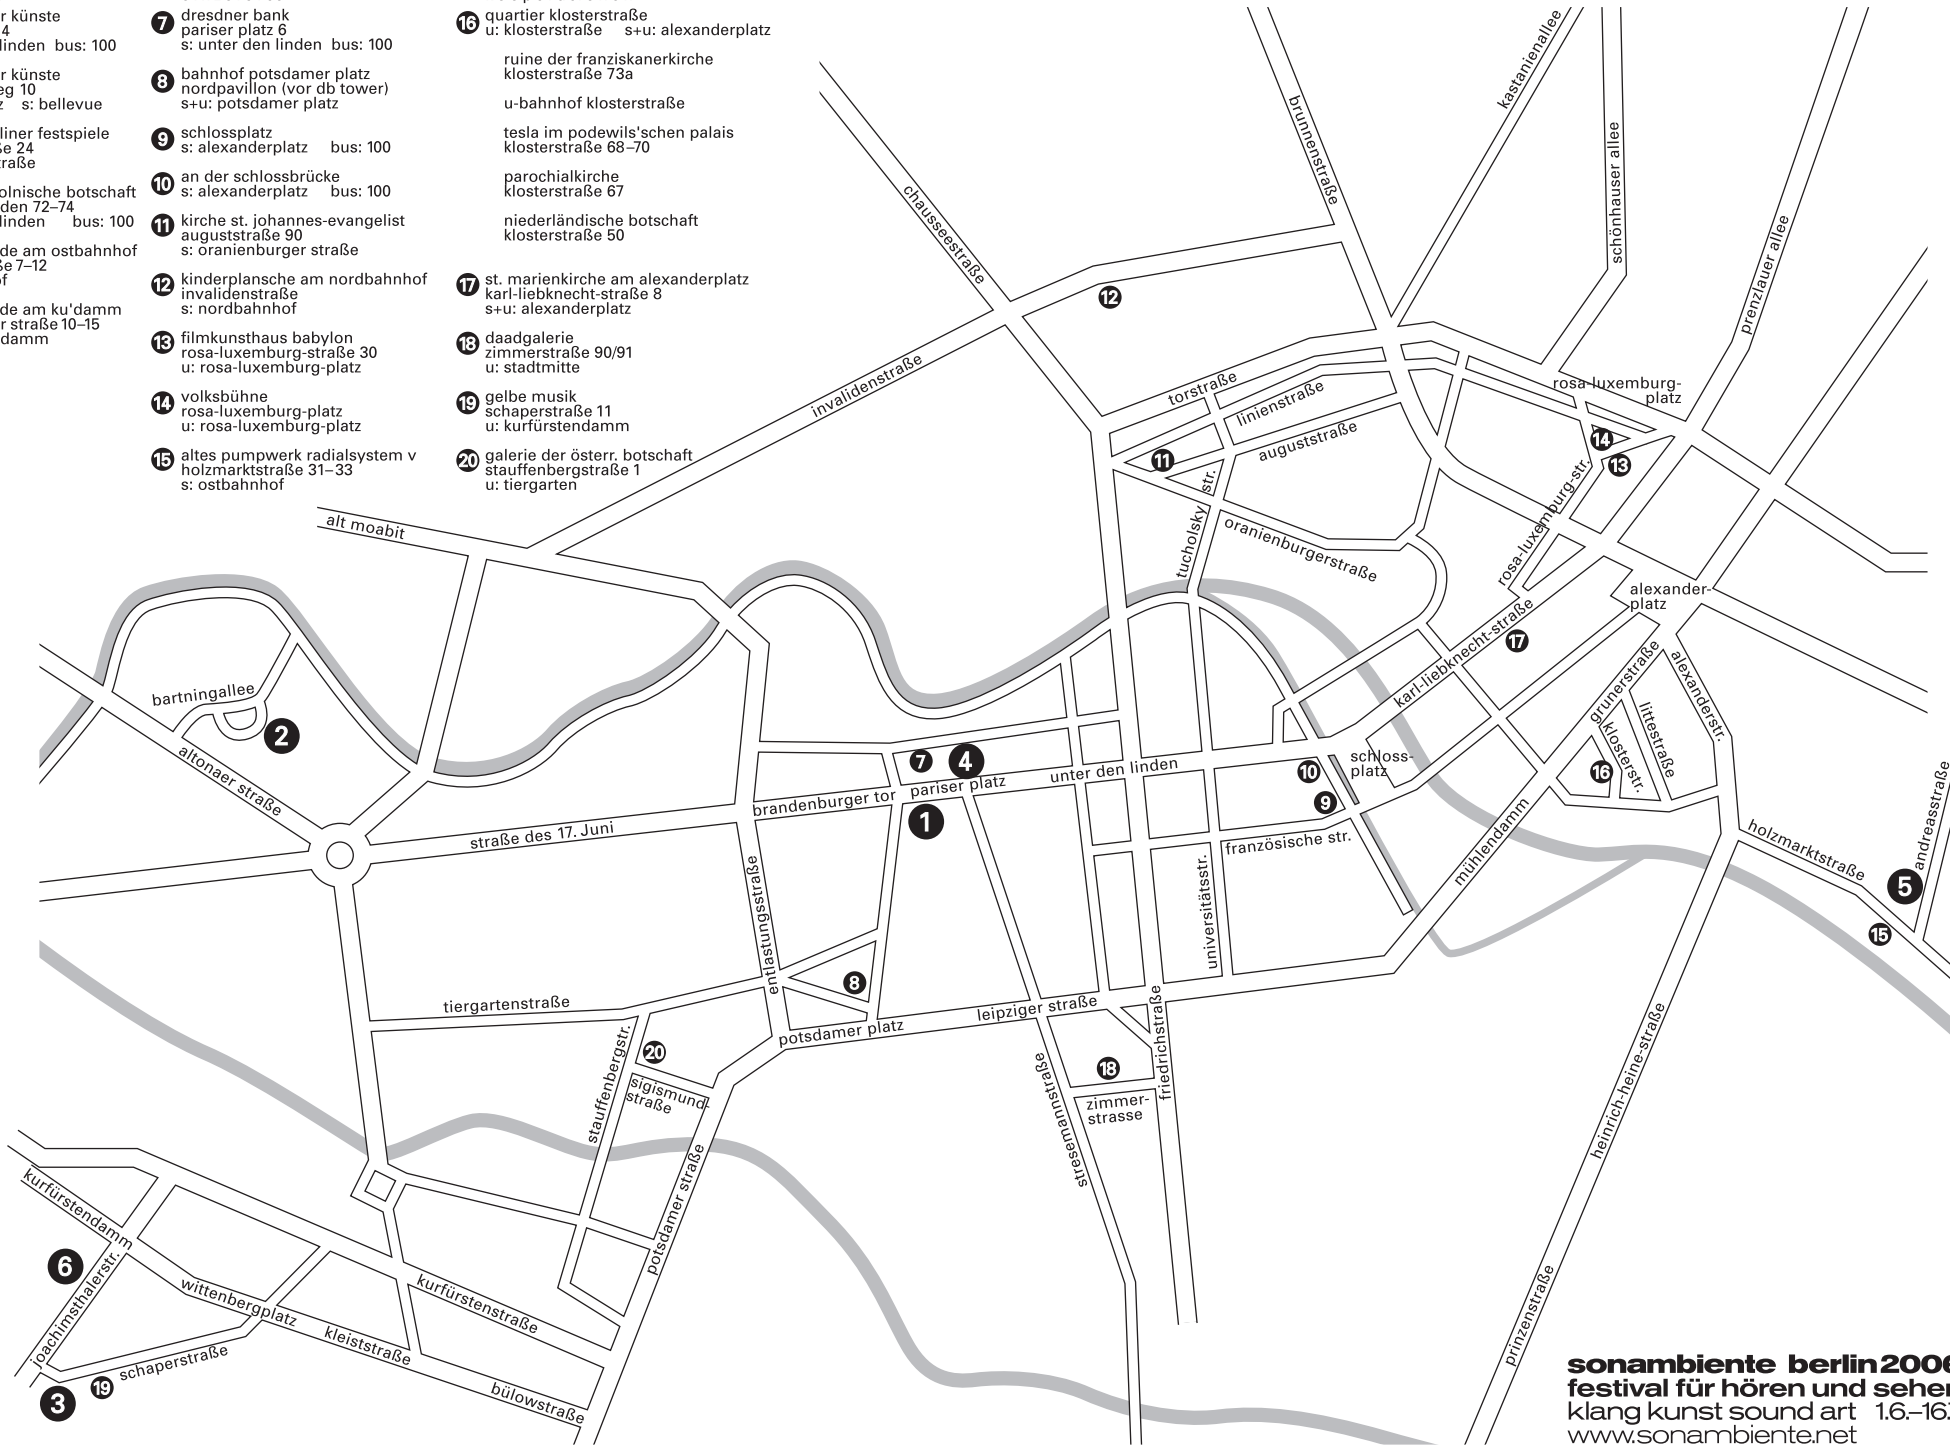 r künste
4
linden bus: 100
r künste
eg 10
z s: bellevue
liner festspiele
ße 24
traße
olnische botschaft
den 72–74
linden bus: 100
de am ostbahnhof
ße 7–12
of
de am ku'damm
r straße 10–15
damm
7 dresdner bank
pariser platz 6
s: unter den linden bus: 100
8 bahnhof potsdamer platz
nordpavillon (vor db tower)
s+u: potsdamer platz
9 schlossplatz
s: alexanderplatz bus: 100
10 an der schlossbrücke
s: alexanderplatz bus: 100
11 kirche st. johannes-evangelist
auguststraße 90
s: oranienburger straße
12 kinderplansche am nordbahnhof
invalidenstraße
s: nordbahnhof
13 filmkunsthaus babylon
rosa-luxemburg-straße 30
u: rosa-luxemburg-platz
14 volksbühne
rosa-luxemburg-platz
u: rosa-luxemburg-platz
15 altes pumpwerk radialsystem v
holzmarktstraße 31–33
s: ostbahnhof
16 quartier klosterstraße
u: klosterstraße s+u: alexanderplatz
ruine der franziskanerkirche
klosterstraße 73a
u-bahnhof klosterstraße
tesla im podewils'schen palais
klosterstraße 68–70
parochialkirche
klosterstraße 67
niederländische botschaft
klosterstraße 50
17 st. marienkirche am alexanderplatz
karl-liebknecht-straße 8
s+u: alexanderplatz
18 daadgalerie
zimmerstraße 90/91
u: stadtmitte
19 gelbe musik
schaperstraße 11
u: kurfürstendamm
20 galerie der österr. botschaft
stauffenbergstraße 1
u: tiergarten
kastanienallee
brunnenstraße
schönhauser allee
chausseestraße
prenzlauer allee
12
invalidenstraße
torstraße
linienstraße
auguststraße
rosa-luxemburg-
platz
14
13
11
rosa-luxemburg-str.
tucholsky str.
oranienburgerstraße
alt moabit
alexander-
platz
karl-liebknecht-straße
17
grunerstraße
alexanderstr.
littestraße
klosterstr.
16
bartningallee
2
altonaer straße
7
4
unter den linden
schloss-
platz
10
9
brandenburger tor
pariser platz
1
straße des 17. Juni
französische str.
mühlendamm
holzmarktstraße
andreasstraße
5
15
entlastungsstraße
universitätsstr.
8
tiergartenstraße
potsdamer platz
leipziger straße
friedrichstraße
stauffenbergstr.
20
sigismund-
straße
18
zimmer-
strasse
stresemannstraße
heinrich-heine-straße
potsdamer straße
kurfürstendamm
6
joachimsthalerstr.
wittenbergplatz
kurfürstenstraße
kleiststraße
schaperstraße
19
3
bülowstraße
prinzenstraße
sonambiente berlin 2006
festival für hören und sehen
klang kunst sound art 1.6.–16.
www.sonambiente.net